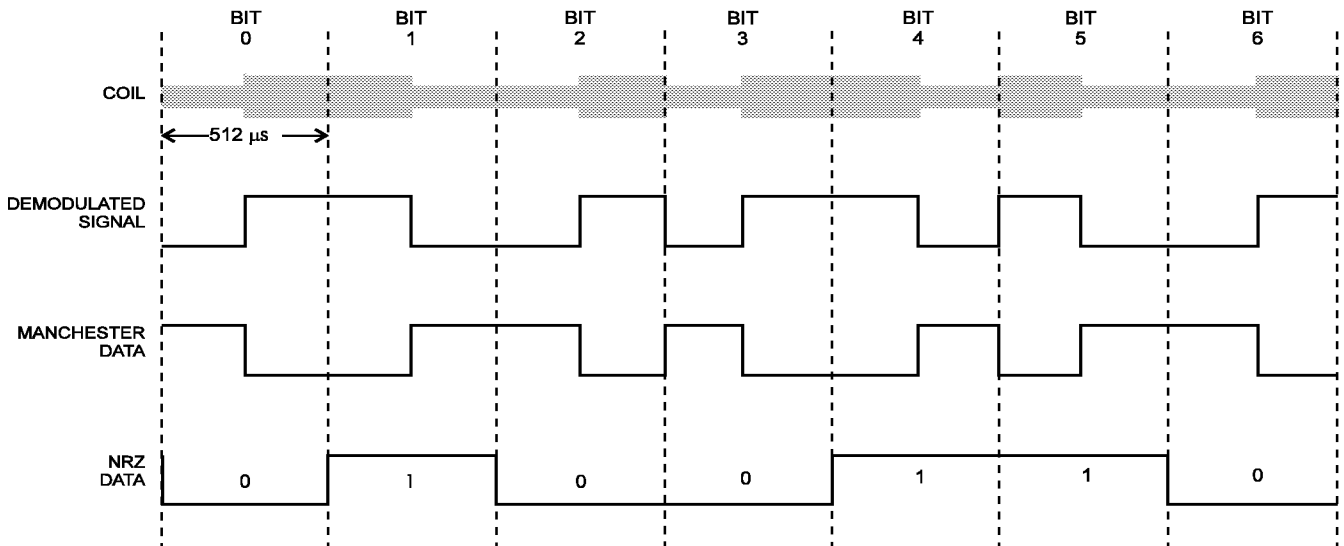 BIT
0
BIT
1
BIT
2
BIT
3
BIT
4
BIT
5
BIT
6
COIL
512 µs
DEMODULATED
SIGNAL
MANCHESTER
DATA
NRZ
DATA
0 1 0 0 1 1 0